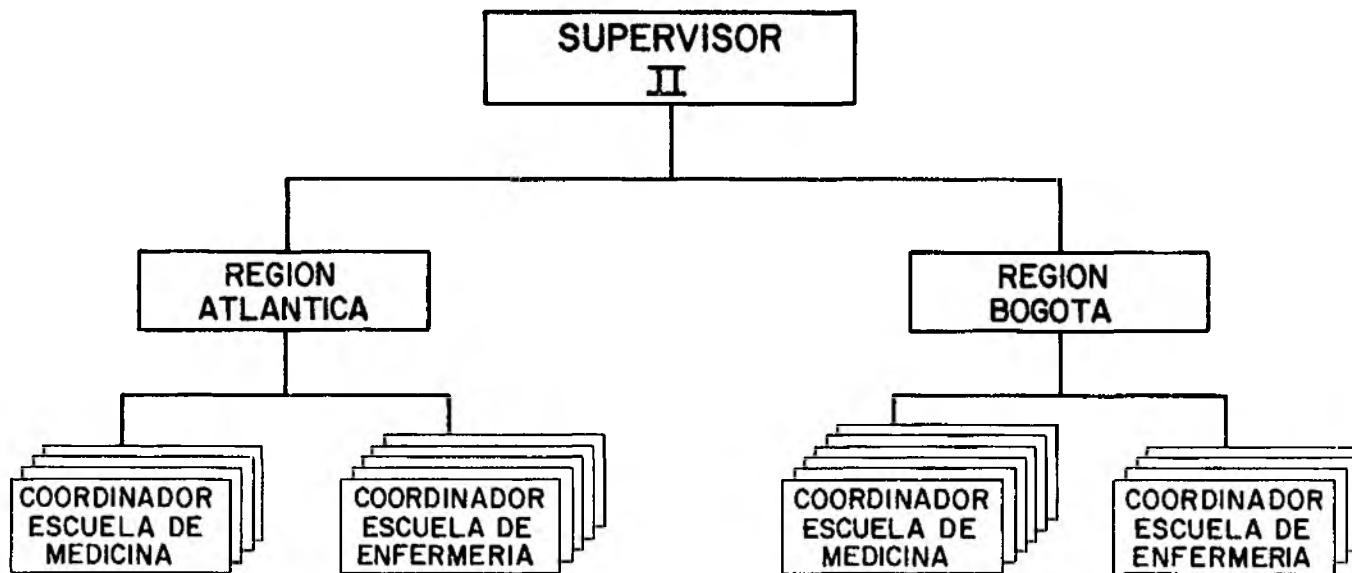 SUPERVISOR
II
REGION
ATLANTICA
REGION
BOGOTA
COORDINADOR
ESCUELA DE
MEDICINA
COORDINADOR
ESCUELA DE
ENFERMERIA
COORDINADOR
ESCUELA DE
MEDICINA
COORDINADOR
ESCUELA DE
ENFERMERIA